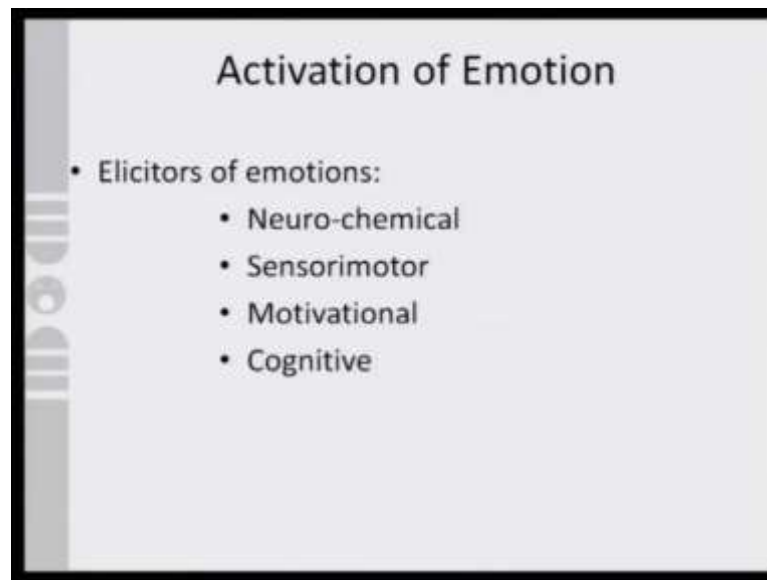 Activation of Emotion
• Elicitors of emotions:
• Neuro-chemical
• Sensorimotor
• Motivational
• Cognitive